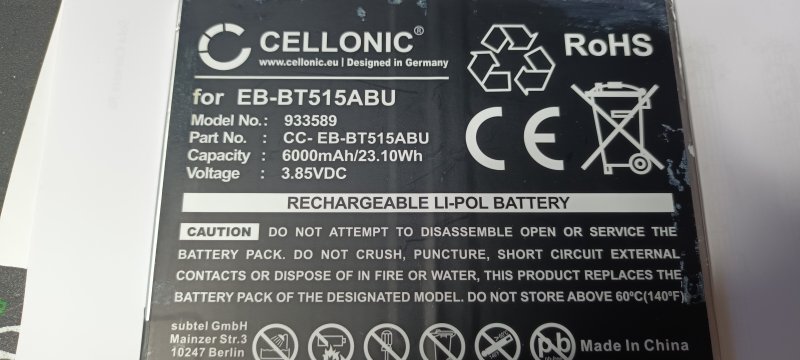 CELLONIC®
www.cellonic.eu | Designed in Germany
RoHS
for EB-BT515ABU
Model No.: 933589
Part No. : CC- EB-BT515ABU
Capacity : 6000mAh/23.10Wh
Voltage : 3.85VDC
CE
RECHARGEABLE LI-POL BATTERY
CAUTION DO NOT ATTEMPT TO DISASSEMBLE OPEN OR SERVICE THE
BATTERY PACK. DO NOT CRUSH, PUNCTURE, SHORT CIRCUIT EXTERNAL
CONTACTS OR DISPOSE OF IN FIRE OR WATER, THIS PRODUCT REPLACES THE
BATTERY PACK OF THE DESIGNATED MODEL. DO NOT STORE ABOVE 60ºC(140ºF)
subtel GmbH
Mainzer Str.3
10247 Berlin
pb
Made In China